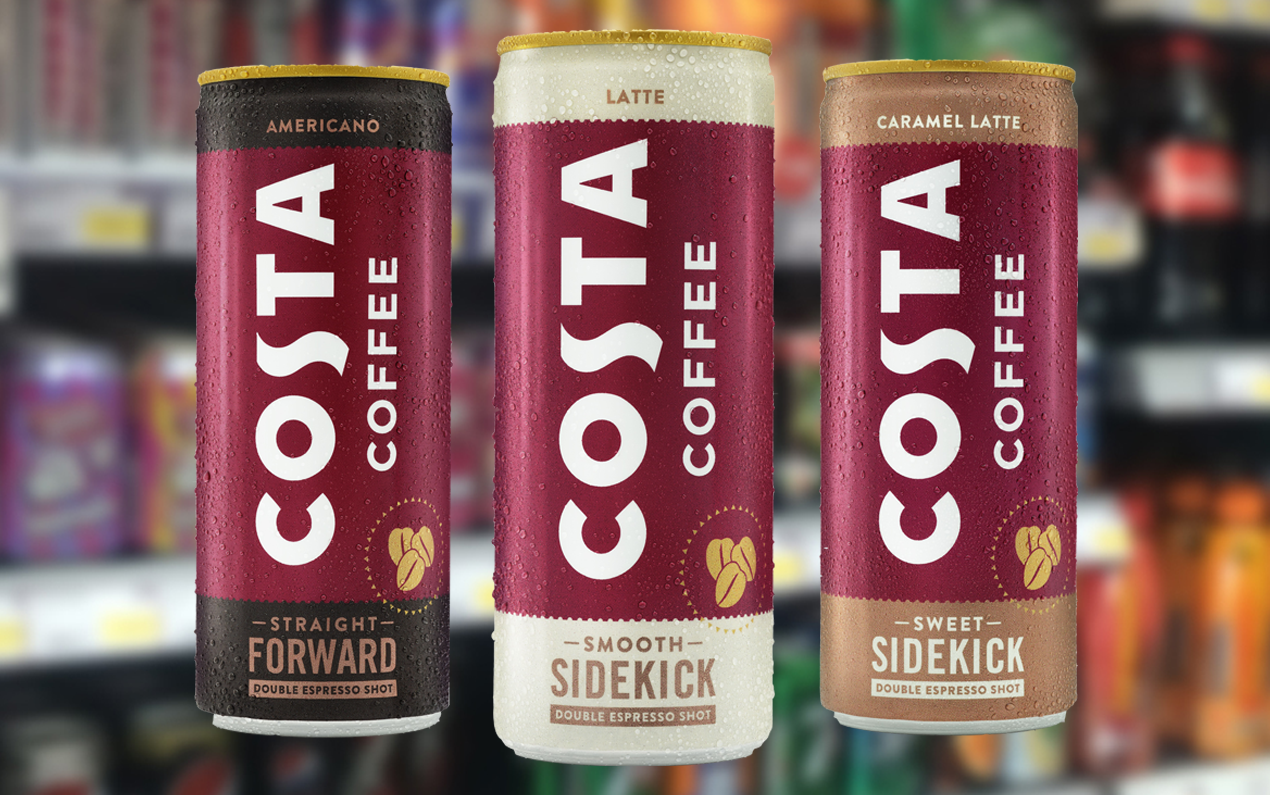 AMERICANO
COSTA
COFFEE
STRAIGHT
FORWARD
DOUBLE ESPRESSO SHOT
LATTE
COSTA
COFFEE
SMOOTH
SIDEKICK
DOUBLE ESPRESSO SHOT
CARAMEL LATTE
COSTA
COFFEE
SWEET
SIDEKICK
DOUBLE ESPRESSO SHOT